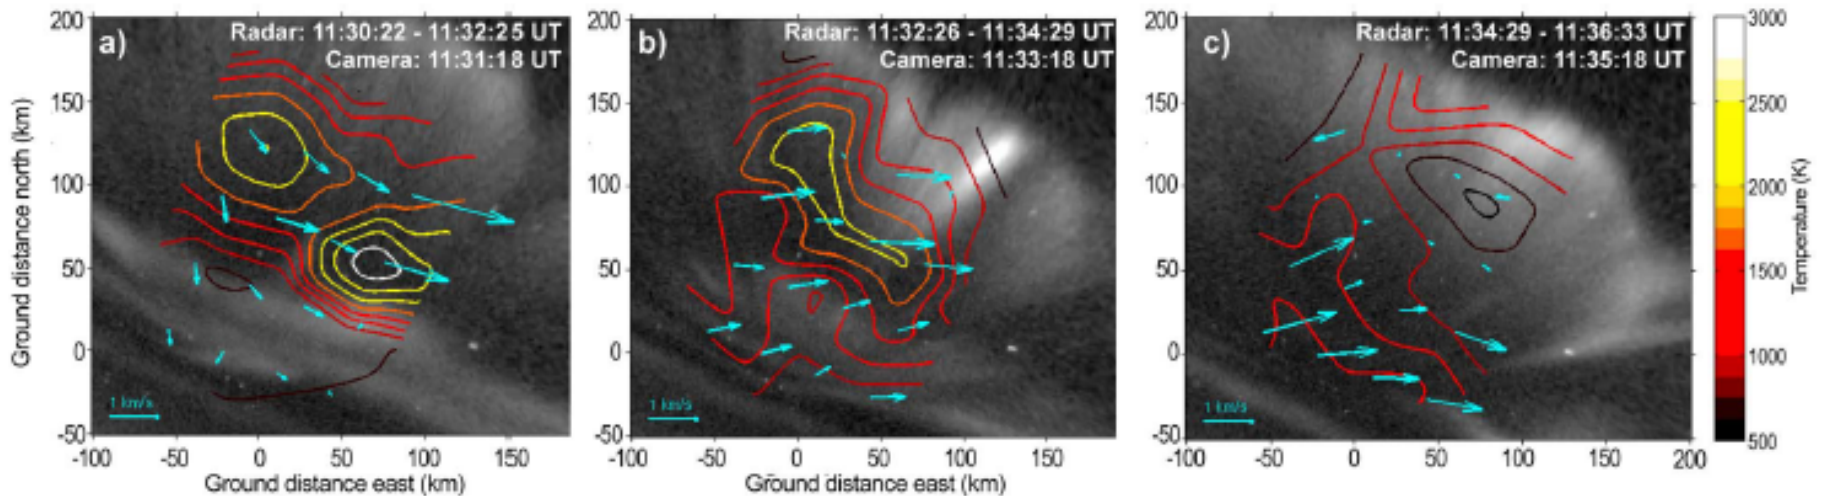 a)
Radar: 11:30:22 - 11:32:25 UT
Camera: 11:31:18 UT
200
150
100
50
0
-50
Ground distance north (km)
1 km/s
-100
-50
0
50
100
150
Ground distance east (km)
b)
Radar: 11:32:26 - 11:34:29 UT
Camera: 11:33:18 UT
200
150
100
50
0
-50
1 km/s
-100
-50
0
50
100
150
Ground distance east (km)
c)
Radar: 11:34:29 - 11:36:33 UT
Camera: 11:35:18 UT
200
150
100
50
0
-50
1 km/s
-100
-50
0
50
100
150
200
3000
2500
2000
1500
1000
500
Temperature (K)